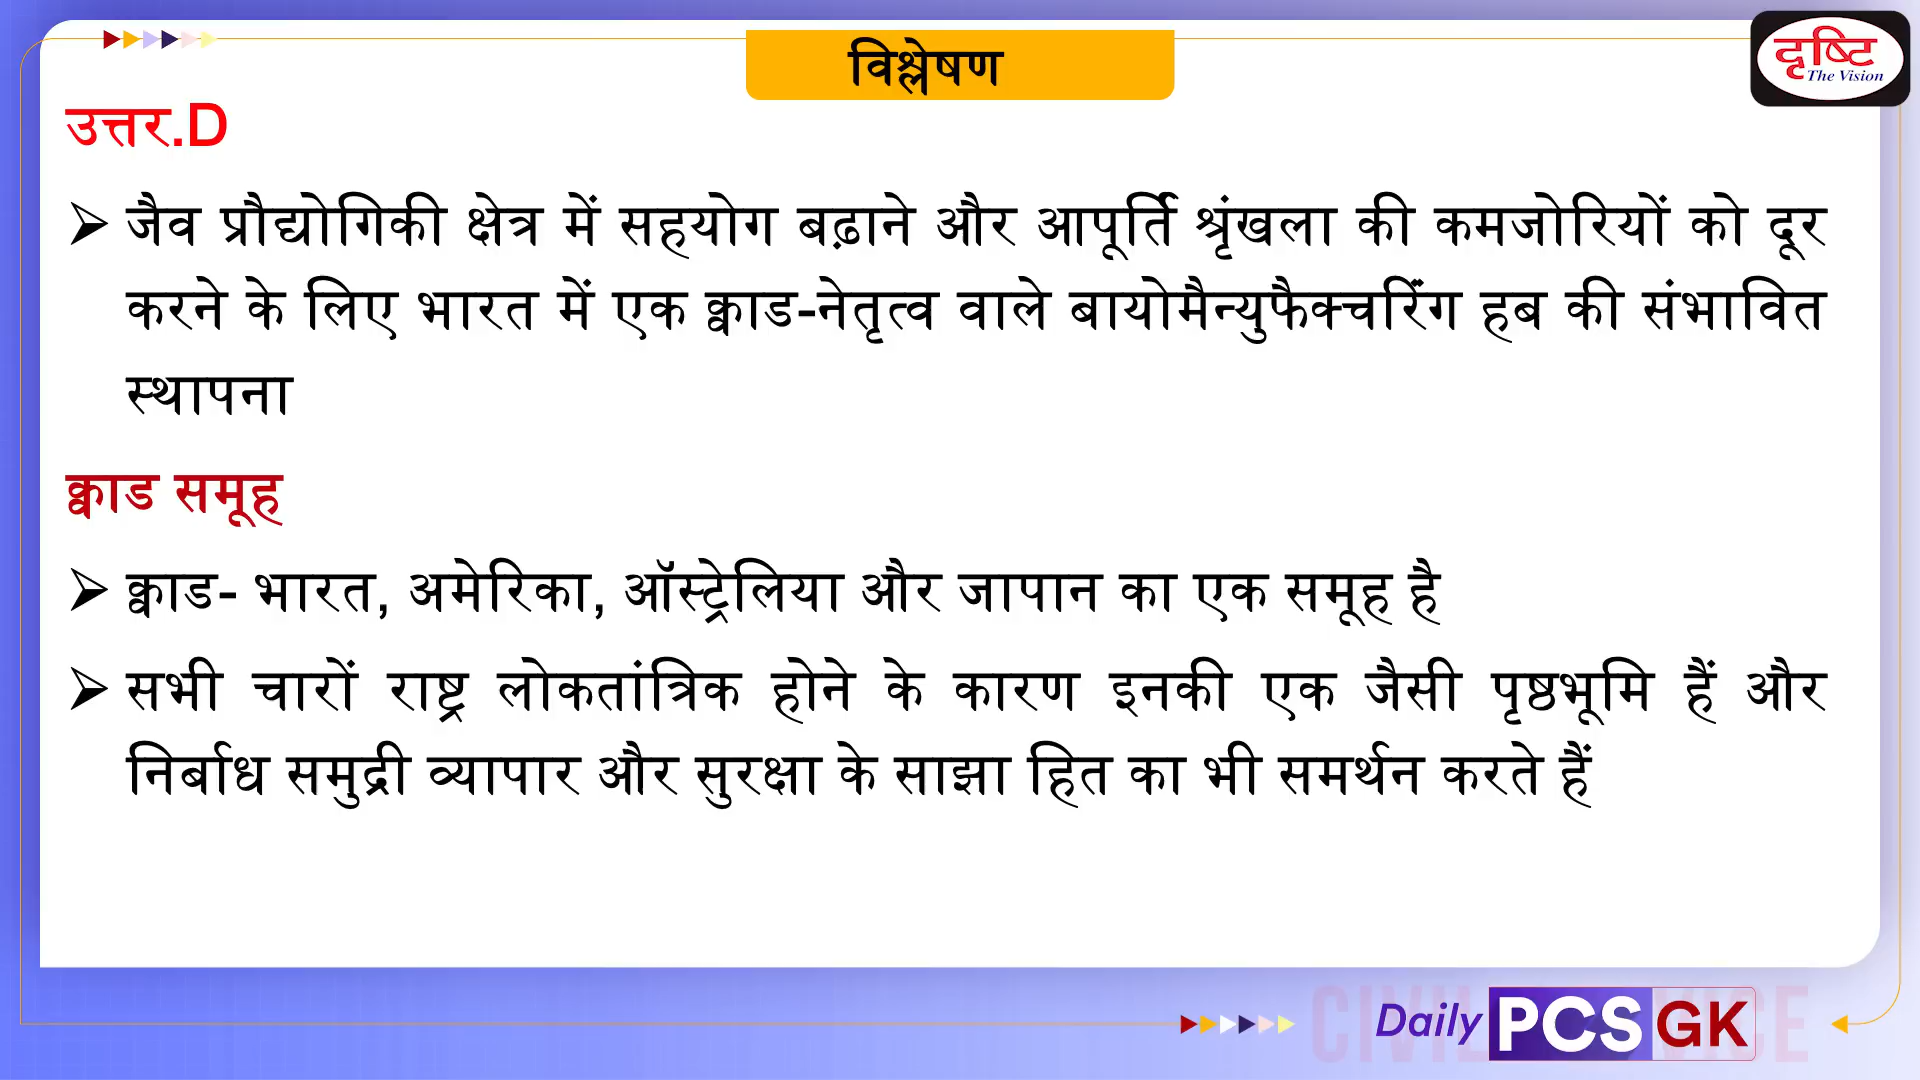 विश्लेषण
दृष्टि
The Vision
उत्तर.D
➢ जैव प्रौद्योगिकी क्षेत्र में सहयोग बढ़ाने और आपूर्ति श्रृंखला की कमजोरियों को दूर
करने के लिए भारत में एक क्वाड-नेतृत्व वाले बायोमैन्युफैक्चरिंग हब की संभावित
स्थापना
क्वाड समूह
➢ क्वाड- भारत, अमेरिका, ऑस्ट्रेलिया और जापान का एक समूह है
➢ सभी चारों राष्ट्र लोकतांत्रिक होने के कारण इनकी एक जैसी पृष्ठभूमि हैं और
निर्बाध समुद्री व्यापार और सुरक्षा के साझा हित का भी समर्थन करते हैं
Daily PCS GK